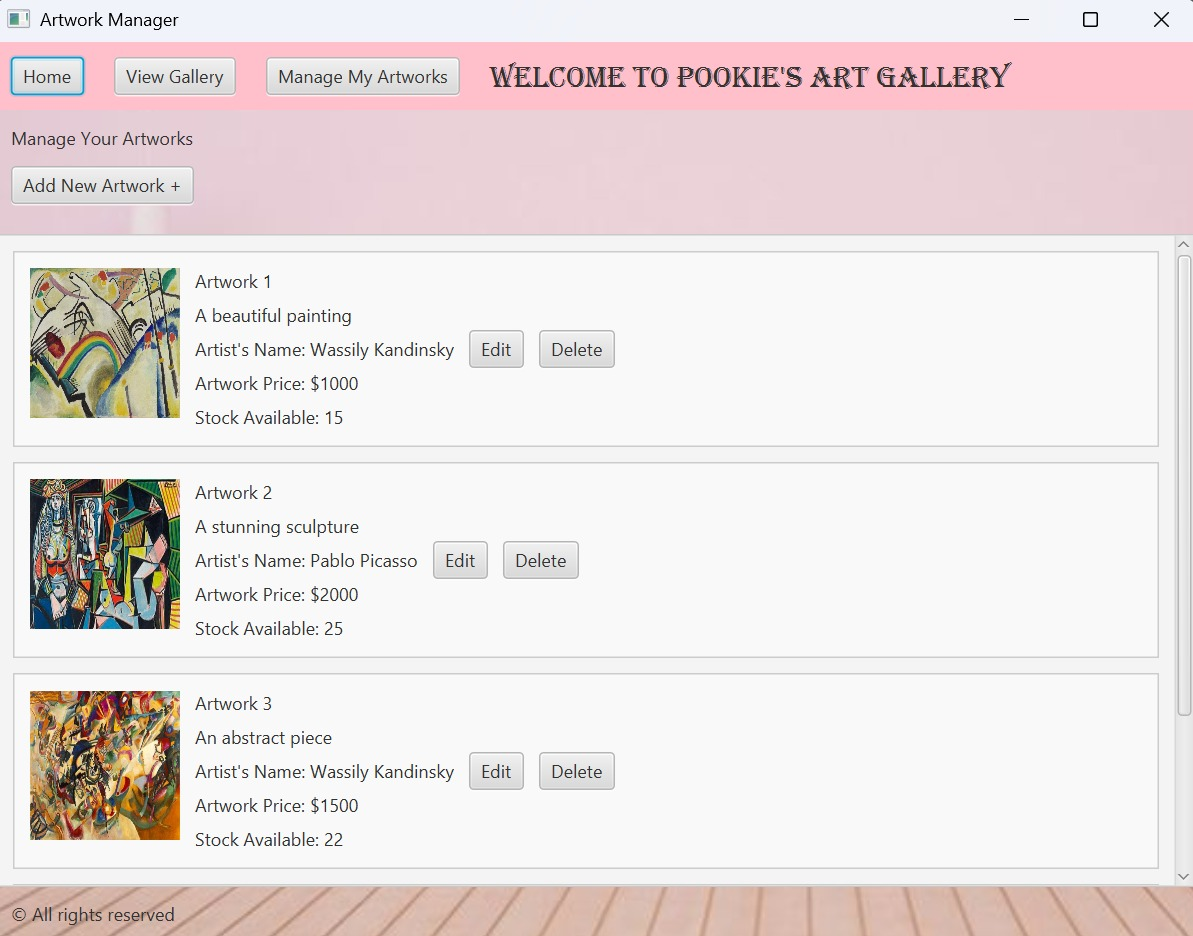 Artwork Manager
Home View Gallery Manage My Artworks WELCOME TO POOKIE'S ART GALLERY
Manage Your Artworks
Add New Artwork +
Artwork 1
A beautiful painting
Artist's Name: Wassily Kandinsky Edit Delete
Artwork Price: $1000
Stock Available: 15
Artwork 2
A stunning sculpture
Artist's Name: Pablo Picasso Edit Delete
Artwork Price: $2000
Stock Available: 25
Artwork 3
An abstract piece
Artist's Name: Wassily Kandinsky Edit Delete
Artwork Price: $1500
Stock Available: 22
© All rights reserved